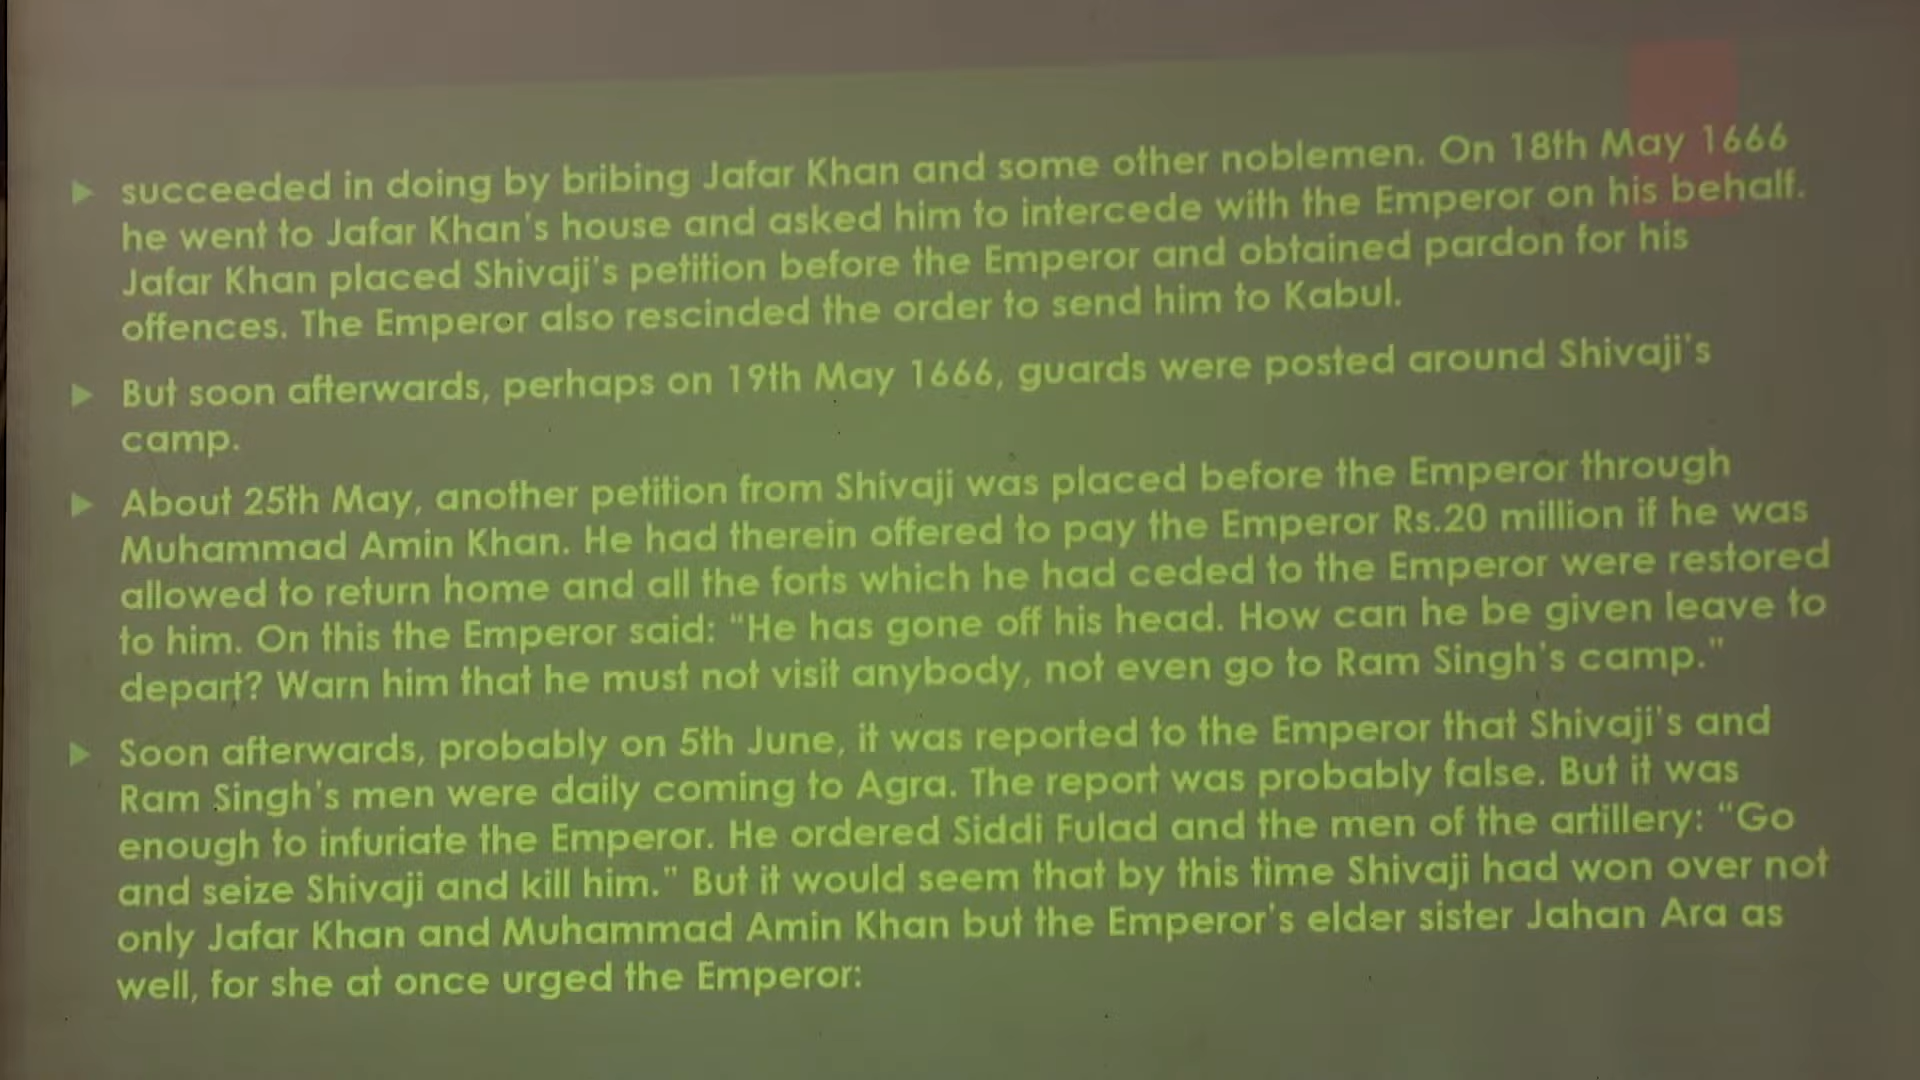 succeeded in doing by bribing Jafar Khan and some other noblemen. On 18th May 1666
he went to Jafar Khan's house and asked him to intercede with the Emperor on his behalf.
Jafar Khan placed Shivaji's petition before the Emperor and obtained pardon for his
offences. The Emperor also rescinded the order to send him to Kabul.
But soon afterwards, perhaps on 19th May 1666, guards were posted around Shivaji's
camp.
About 25th May, another petition from Shivaji was placed before the Emperor through
Muhammad Amin Khan. He had therein offered to pay the Emperor Rs.20 million if he was
allowed to return home and all the forts which he had ceded to the Emperor were restored
to him. On this the Emperor said: "He has gone off his head. How can he be given leave to
depart? Warn him that he must not visit anybody, not even go to Ram Singh's camp."
Soon afterwards, probably on 5th June, it was reported to the Emperor that Shivaji's and
Ram Singh's men were daily coming to Agra. The report was probably false. But it was
enough to infuriate the Emperor. He ordered Siddi Fulad and the men of the artillery: "Go
and seize Shivaji and kill him." But it would seem that by this time Shivaji had won over not
only Jafar Khan and Muhammad Amin Khan but the Emperor's elder sister Jahan Ara as
well, for she at once urged the Emperor: